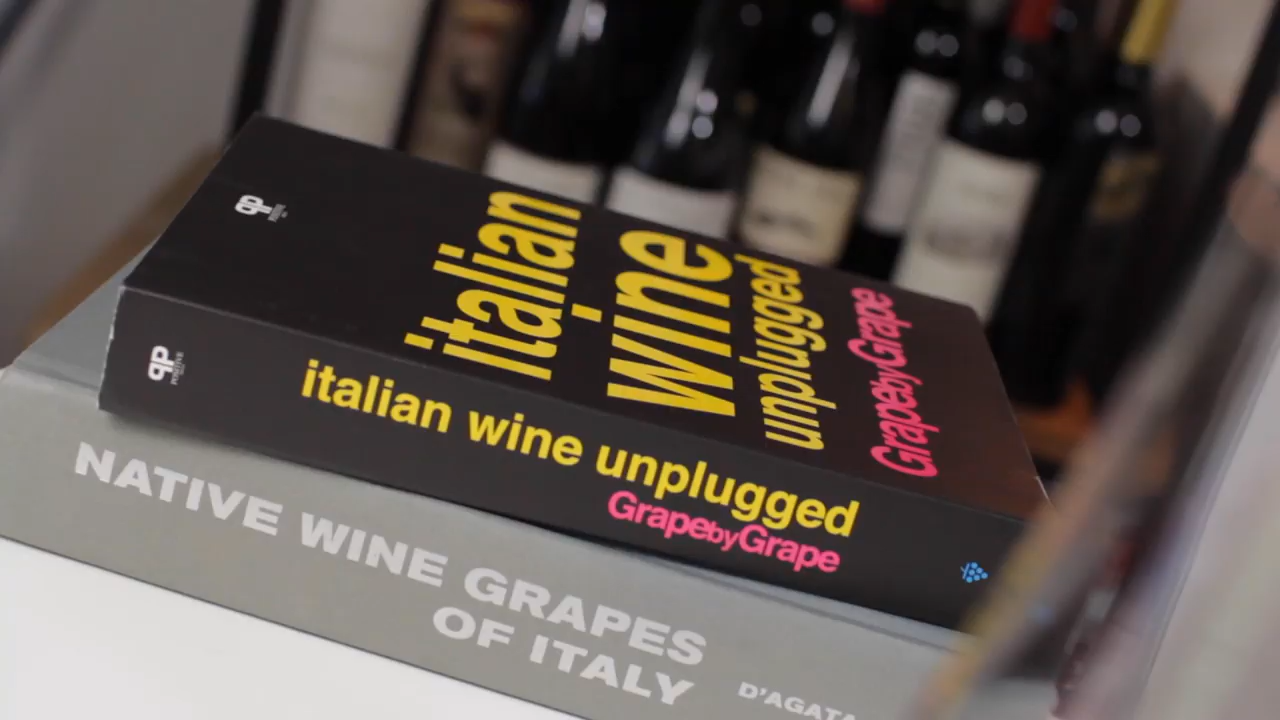 italian
wine
unplugged
GrapebyGrape
italian wine unplugged
GrapebyGrape
NATIVE WINE GRAPES
OF ITALY
D'AGATA